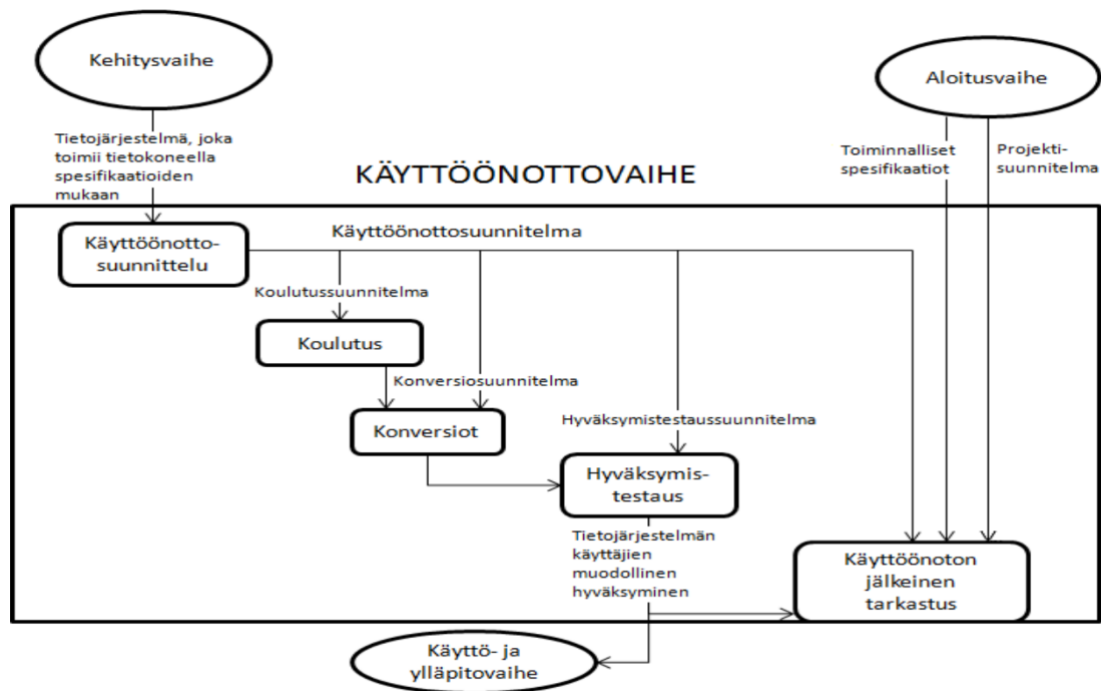 Kehitysvaihe
Aloitusvaihe
Tietojärjestelmä, joka
toimii tietokoneella
spesifikaatioiden
mukaan
Toiminnalliset
spesifikaatiot
Projekti-
suunnitelma
KÄYTTÖÖNOTTOVAIHE
Käyttöönotto-
suunnittelu
Käyttöönottosuunnitelma
Koulutussuunnitelma
Koulutus
Konversiosuunnitelma
Konversiot
Hyväksymistestaussuunnitelma
Hyväksymis-
testaus
Tietojärjestelmän
käyttäjien
muodollinen
hyväksyminen
Käyttöönoton
jälkeinen
tarkastus
Käyttö- ja
ylläpitovaihe